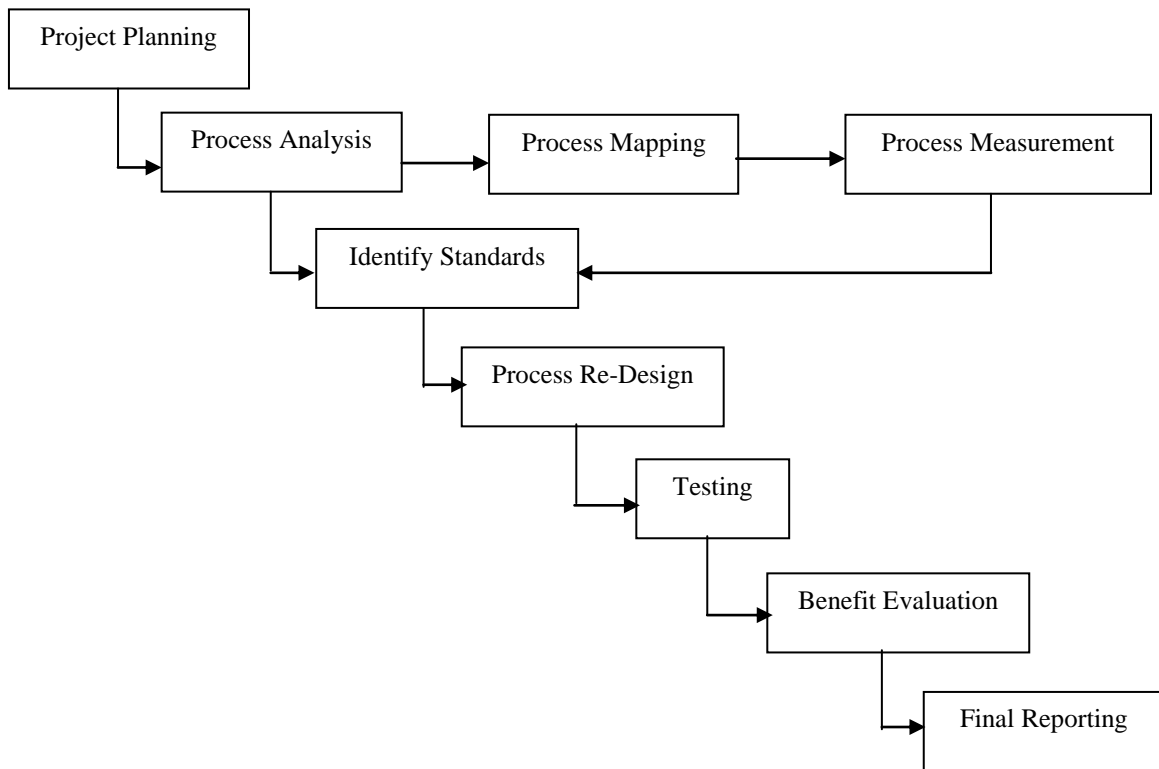 Project Planning
Process Analysis
Process Mapping
Process Measurement
Identify Standards
Process Re-Design
Testing
Benefit Evaluation
Final Reporting